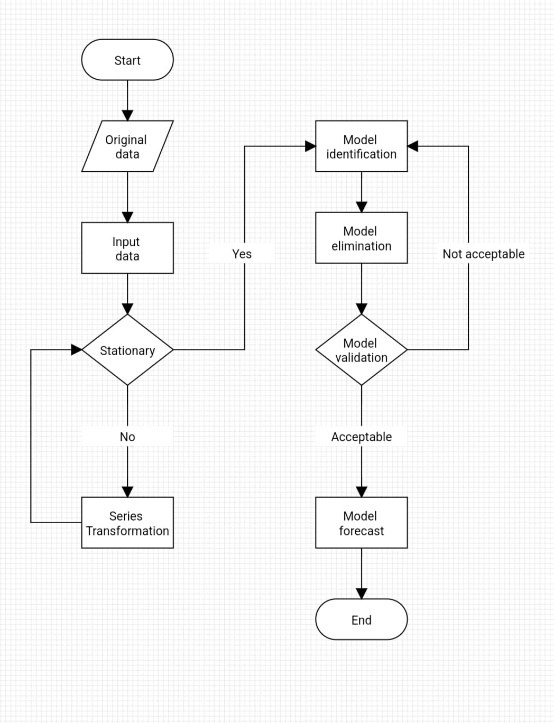 Start
Original
data
Input
data
Stationary
No
Series
Transformation
Yes
Model
identification
Model
elimination
Model
validation
Not acceptable
Acceptable
Model
forecast
End